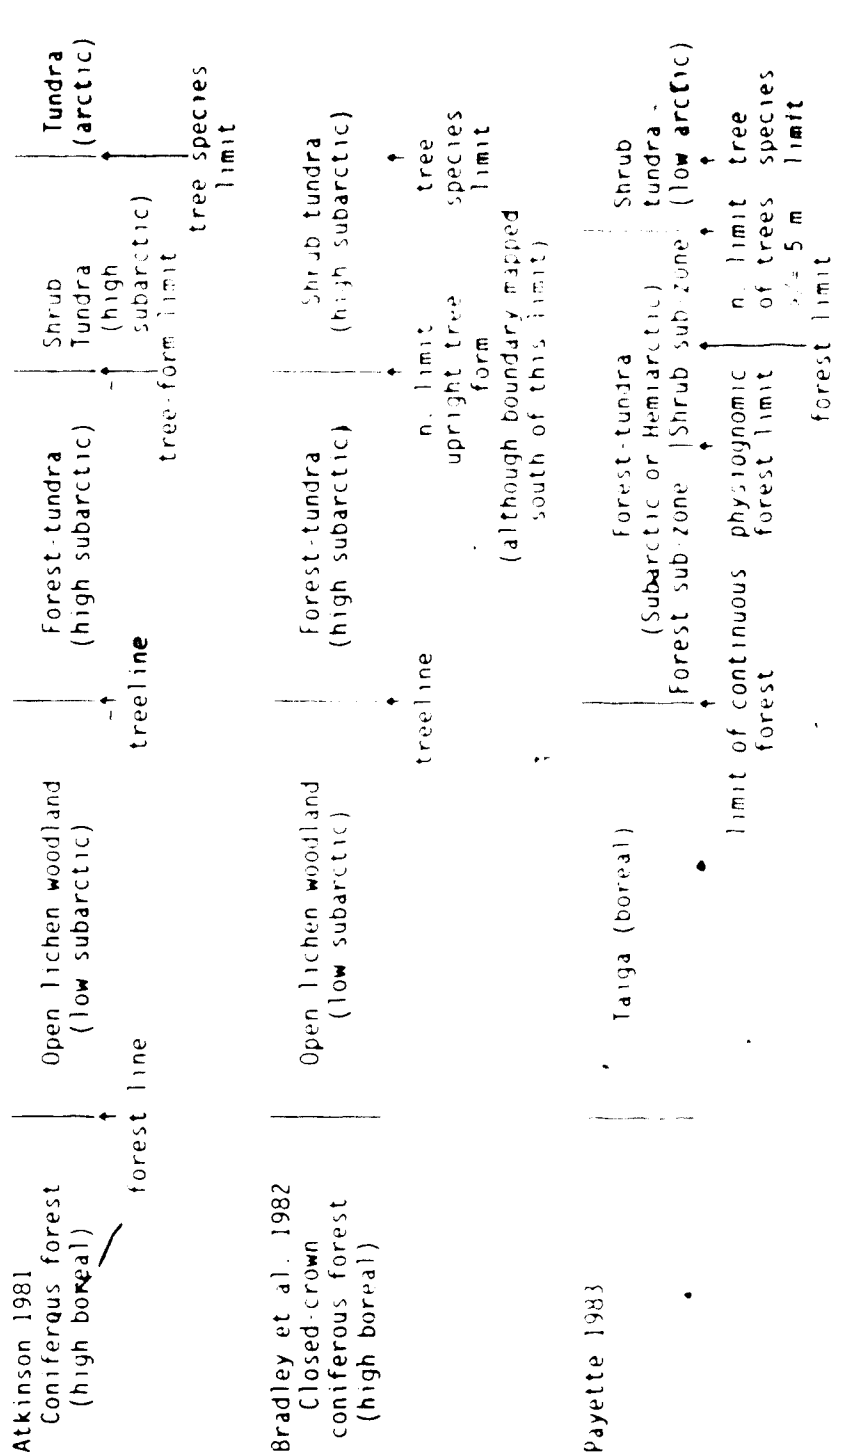 Atkinson 1981
Coniferous forest
(high boreal)
forest line
Open lichen woodland
(low subarctic)
treeline
Forest-tundra
(high subarctic)
tree-form limit
Shrub
Tundra
(high
subarctic)
tree species
limit
Tundra
(arctic)
Bradley et al. 1982
Closed-crown
coniferous forest
(high boreal)
Open lichen woodland
(low subarctic)
treeline
Forest-tundra
(high subarctic)
n. limit
upright tree
form
(although boundary mapped
south of this limit)
Shrub tundra
(high subarctic)
tree
species
limit
Payette 1983
Taiga (boreal)
limit of continuous
forest
Forest-tundra
(Subarctic or Hemiarctic)
Forest sub-zone |Shrub sub-zone
physiognomic
forest limit
forest limit
n. limit
of trees
>/= 5 m
Shrub
tundra
(low arctic)
tree
species
limit